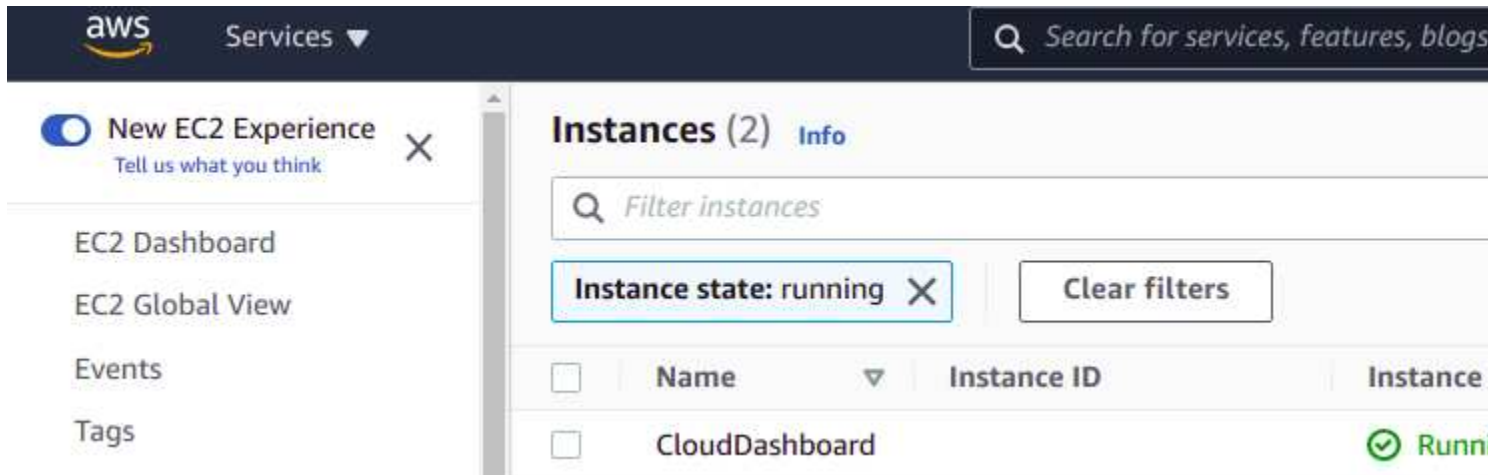 aws Services ▼ Search for services, features, blogs
New EC2 Experience
Tell us what you think
EC2 Dashboard
EC2 Global View
Events
Tags
Instances (2) Info
Filter instances
Instance state: running Clear filters
Name Instance ID Instance
CloudDashboard